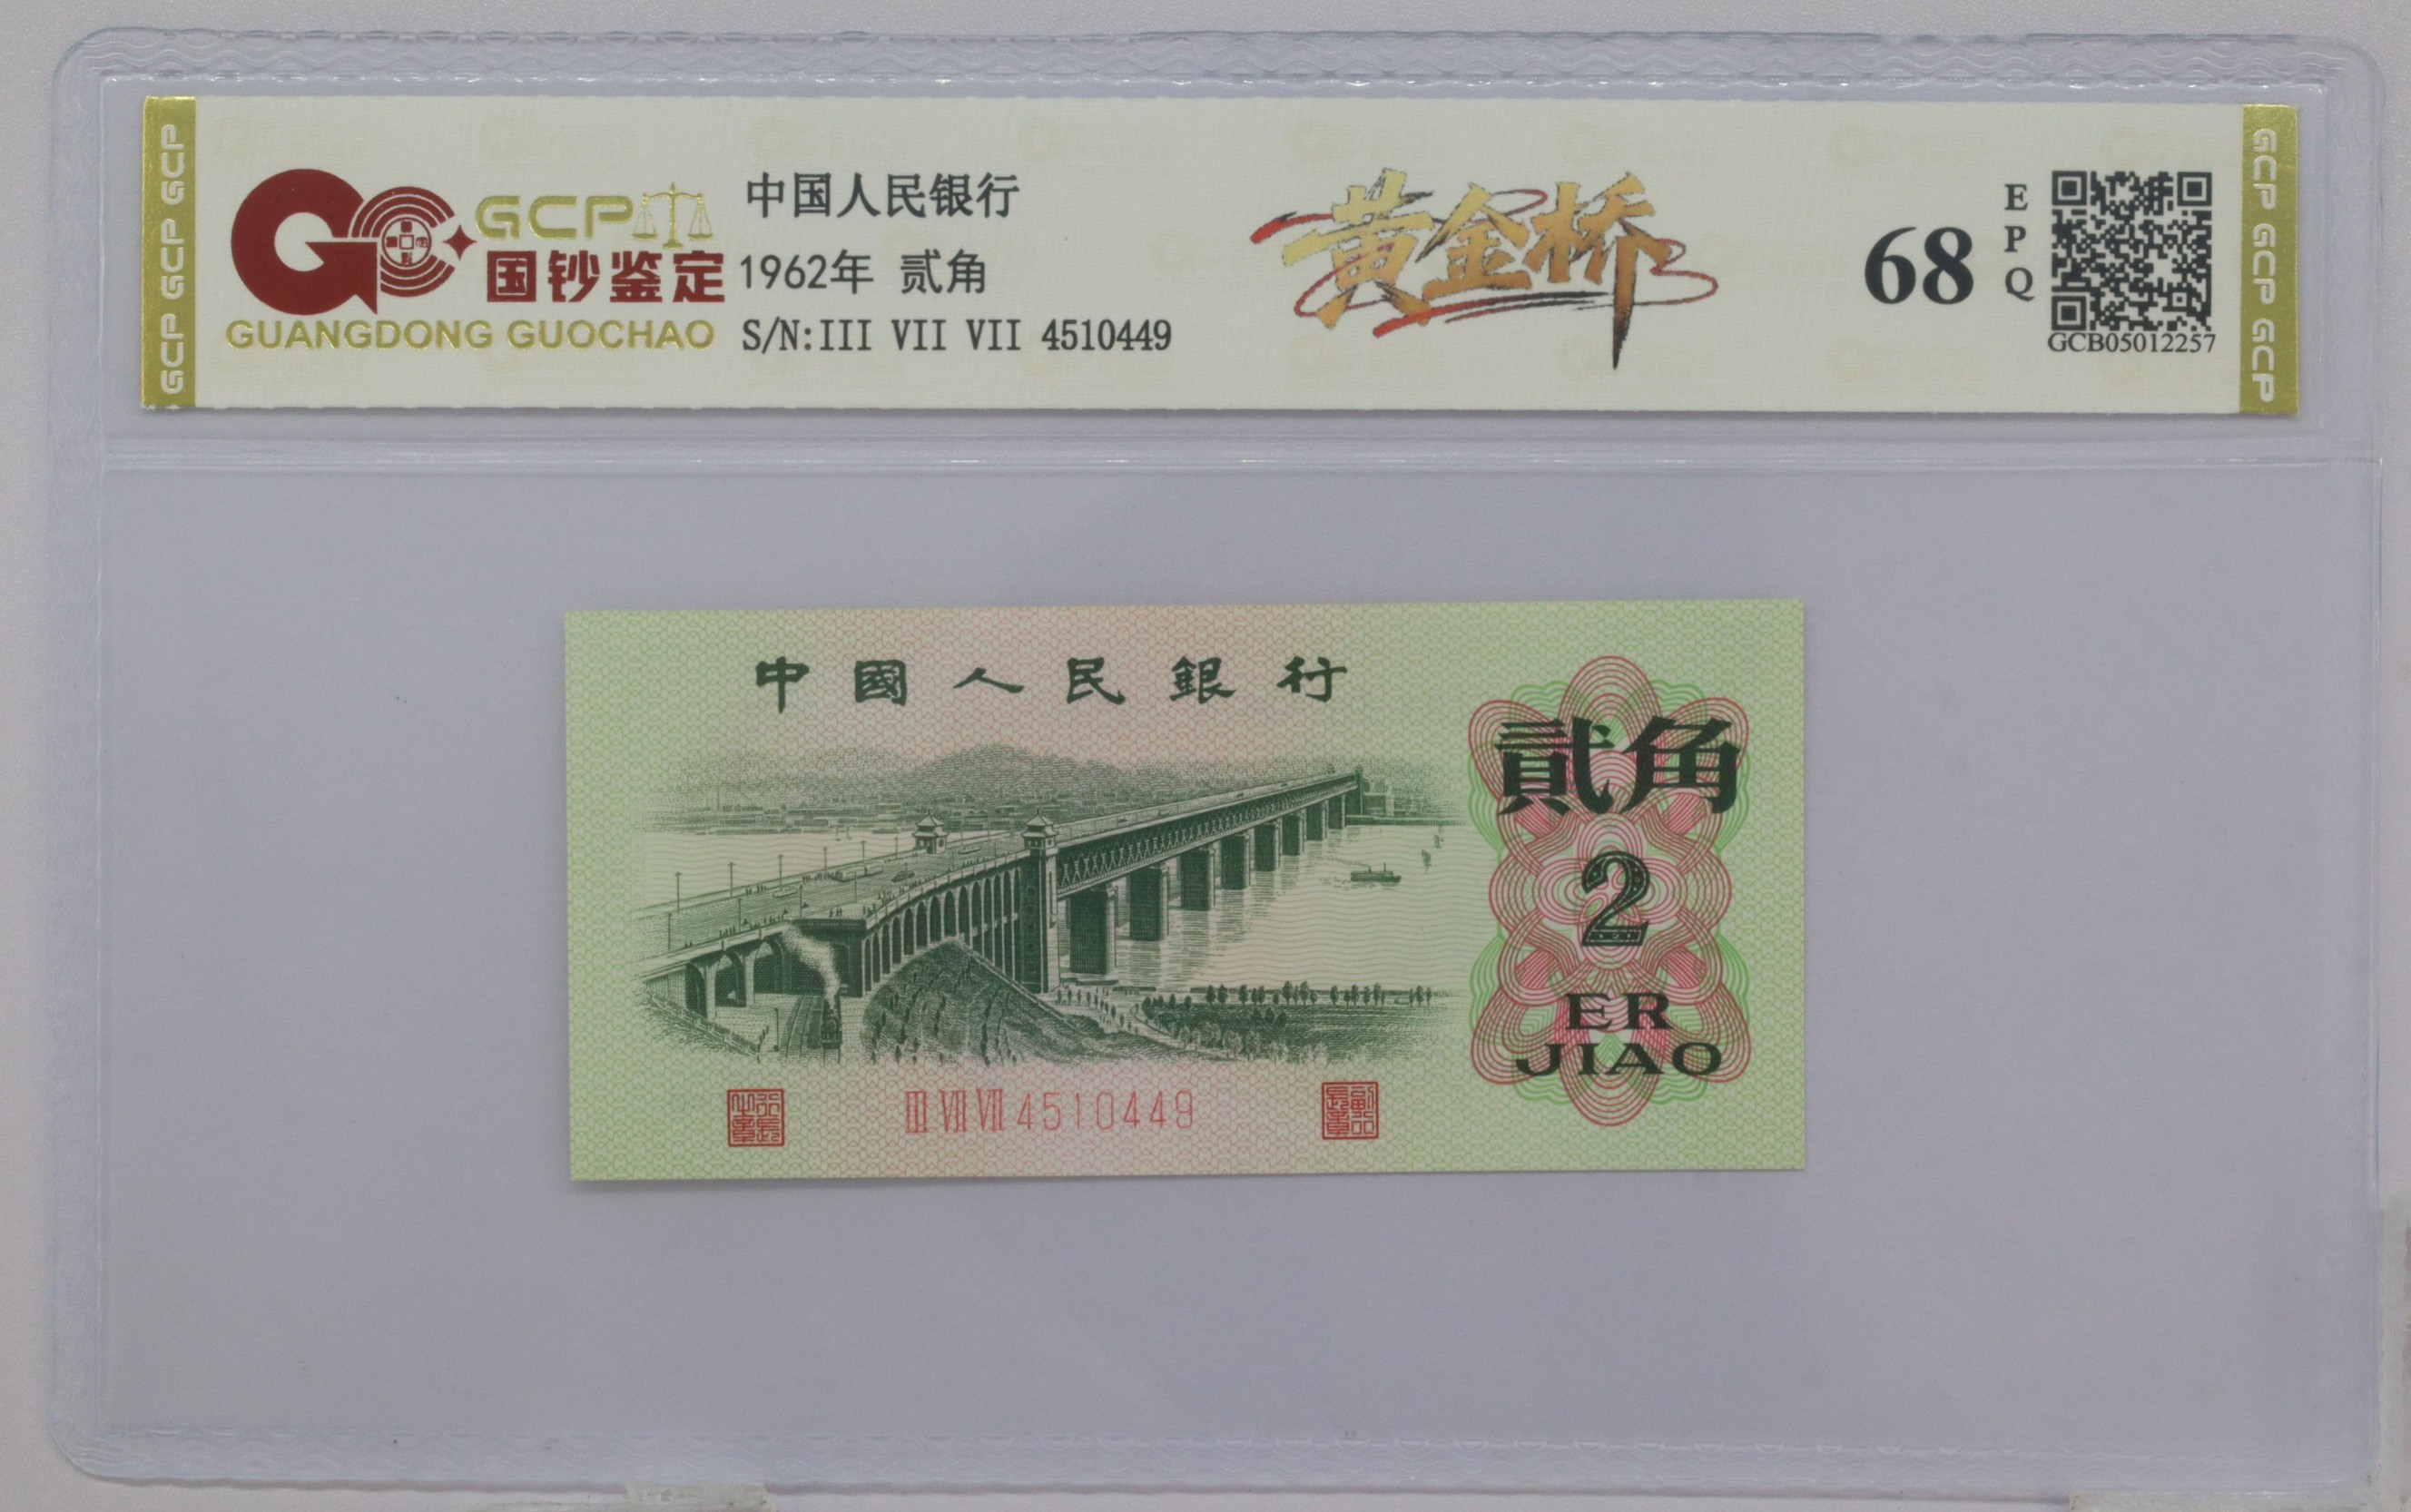 GCP GCP GCP
GCP
国钞鉴定
GUANGDONG GUOCHAO
中国人民银行
1962年 贰角
S/N:III VII VII 4510449
黄金桥
68
EPQ
GCB05012257
GCP GCP GCP
中國人民銀行
貳角
2
ER
JIAO
III VII VII 4510449